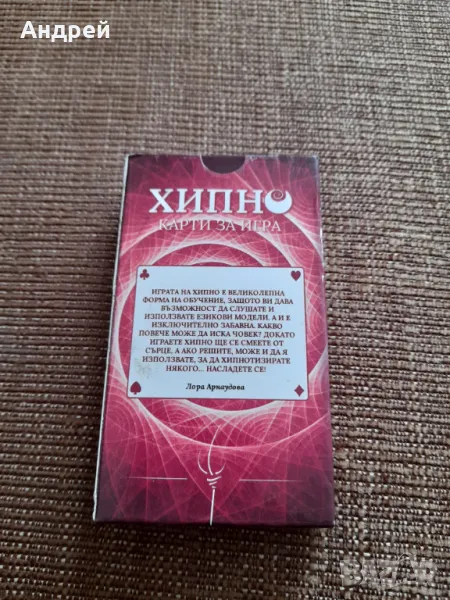 Андрей
ХИПНО
КАРТИ ЗА ИГРА
ИГРАТА НА ХИПНО Е ВЕЛИКОЛЕПНА
ФОРМА НА ОБУЧЕНИЕ, ЗАЩОТО ВИ ДАВА
ВЪЗМОЖНОСТ ДА СЛУШАТЕ И
ИЗПОЛЗВАТЕ ЕЗИКОВИ МОДЕЛИ. А И Е
ИЗКЛЮЧИТЕЛНО ЗАБАВНА. КАКВО
ПОВЕЧЕ МОЖЕ ДА ИСКА ЧОВЕК? ДОКАТО
ИГРАЕТЕ ХИПНО ЩЕ СЕ СМЕЕТЕ ОТ
СЪРЦЕ, А АКО РЕШИТЕ, МОЖЕ И ДА Я
ИЗПОЛЗВАТЕ, ЗА ДА ХИПНОТИЗИРАТЕ
НЯКОГО... НАСЛАДЕТЕ СЕ!
Лора Арнаудова
BAZAR